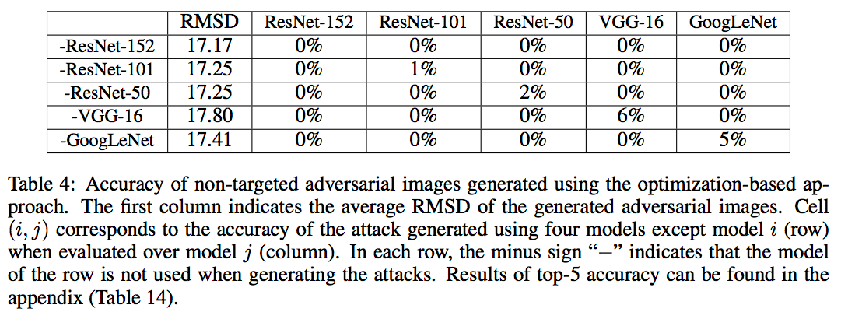 RMSD ResNet-152 ResNet-101 ResNet-50 VGG-16 GoogLeNet
-ResNet-152 17.17 0% 0% 0% 0% 0%
-ResNet-101 17.25 0% 1% 0% 0% 0%
-ResNet-50 17.25 0% 0% 2% 0% 0%
-VGG-16 17.80 0% 0% 0% 6% 0%
-GoogLeNet 17.41 0% 0% 0% 0% 5%
Table 4: Accuracy of non-targeted adversarial images generated using the optimization-based ap-
proach. The first column indicates the average RMSD of the generated adversarial images. Cell
(i, j) corresponds to the accuracy of the attack generated using four models except model i (row)
when evaluated over model j (column). In each row, the minus sign “−” indicates that the model
of the row is not used when generating the attacks. Results of top-5 accuracy can be found in the
appendix (Table 14).